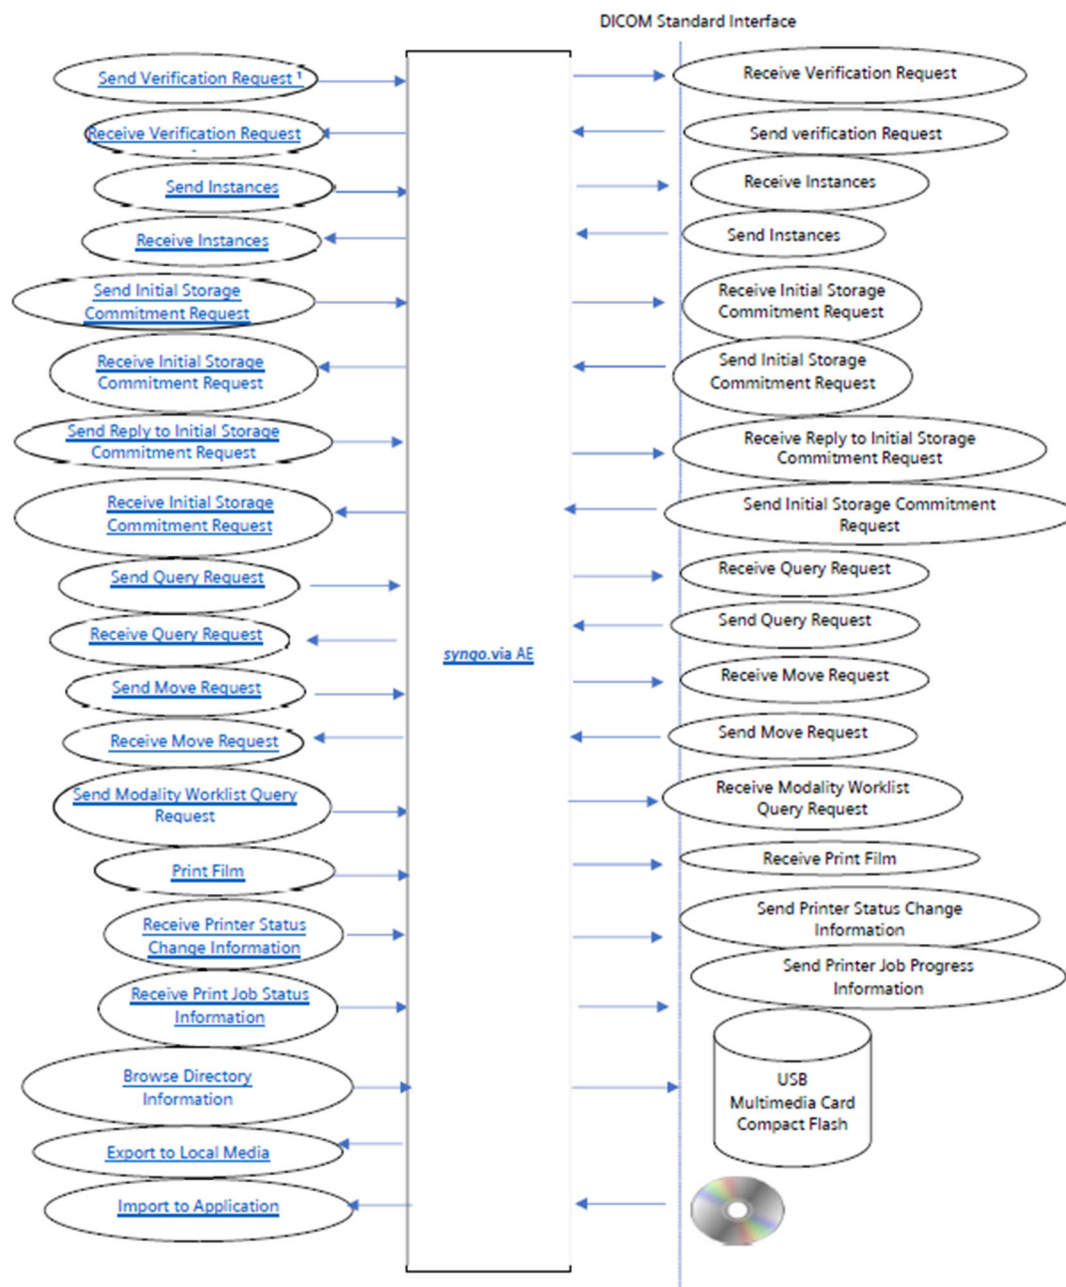 DICOM Standard Interface
Send Verification Request ¹
Receive Verification Request
Receive Verification Request
Send verification Request
Send Instances
Receive Instances
Receive Instances
Send Instances
Send Initial Storage
Commitment Request
Receive Initial Storage
Commitment Request
Receive Initial Storage
Commitment Request
Send Initial Storage
Commitment Request
Send Reply to Initial Storage
Commitment Request
Receive Reply to Initial Storage
Commitment Request
Receive Initial Storage
Commitment Request
Send Initial Storage Commitment
Request
Send Query Request
Receive Query Request
Receive Query Request
Send Query Request
syngo.via AE
Send Move Request
Receive Move Request
Receive Move Request
Send Move Request
Send Modality Worklist Query
Request
Receive Modality Worklist
Query Request
Print Film
Receive Print Film
Receive Printer Status
Change Information
Send Printer Status Change
Information
Receive Print Job Status
Information
Send Printer Job Progress
Information
Browse Directory
Information
USB
Multimedia Card
Compact Flash
Export to Local Media
Import to Application